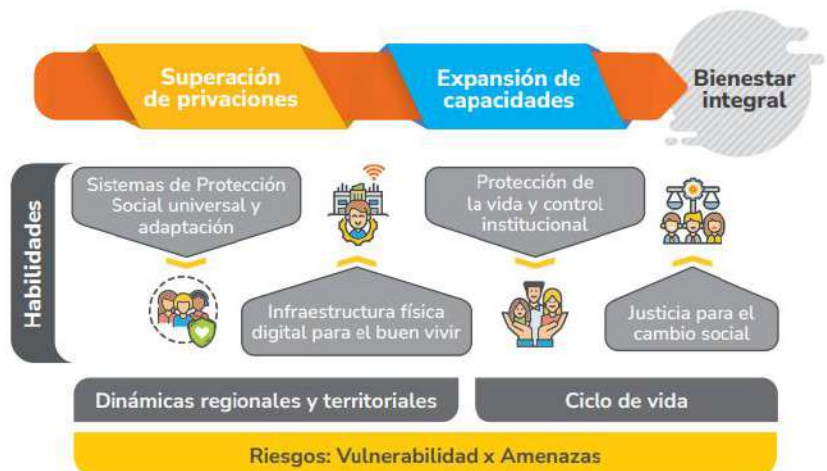 Superación
de privaciones
Expansión de
capacidades
Bienestar
integral
Habilidades
Sistemas de Protección
Social universal y
adaptación
Infraestructura física
digital para el buen vivir
Protección de
la vida y control
institucional
Justicia para el
cambio social
Dinámicas regionales y territoriales
Ciclo de vida
Riesgos: Vulnerabilidad x Amenazas